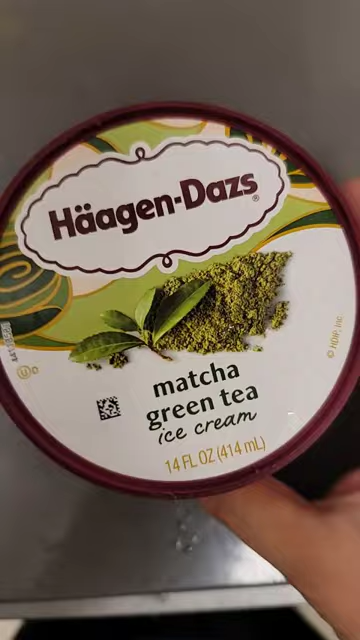 Häagen-Dazs®
matcha
green tea
ice cream
14 FL OZ (414 mL)
© HDIP, Inc.